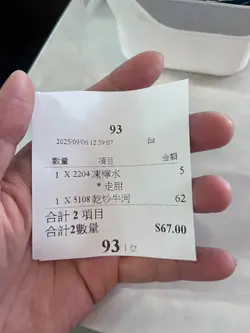 93
2025/09/06 12:59:07
數量 項目 金額
1 X 2204 凍檸水 5
* 走甜
1 X 5108 乾炒牛河 62
合計 2 項目
合計2數量 $67.00
93 1 位